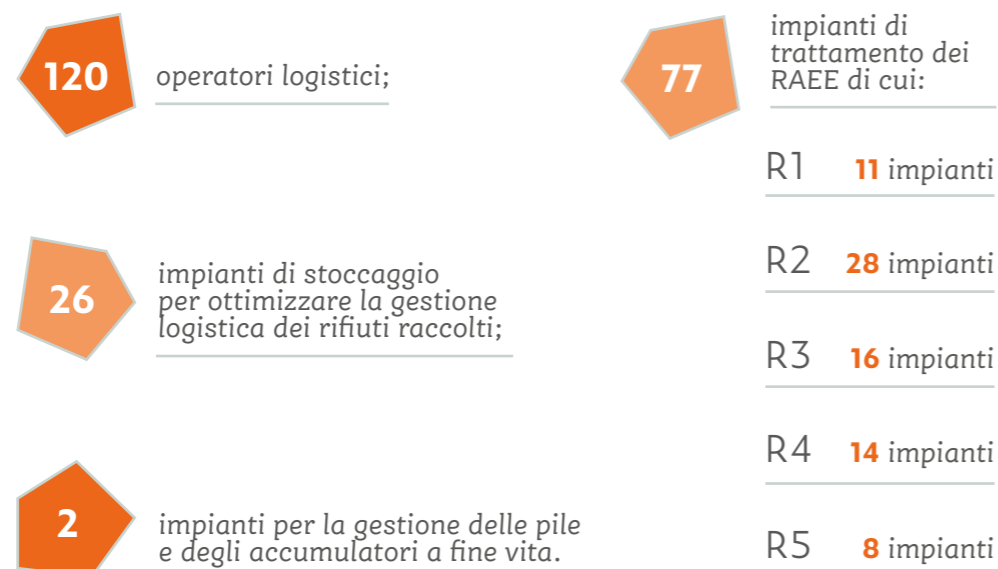 120 operatori logistici;
26 impianti di stoccaggio
per ottimizzare la gestione
logistica dei rifiuti raccolti;
2 impianti per la gestione delle pile
e degli accumulatori a fine vita.
77 impianti di
trattamento dei
RAEE di cui:
R1 11 impianti
R2 28 impianti
R3 16 impianti
R4 14 impianti
R5 8 impianti